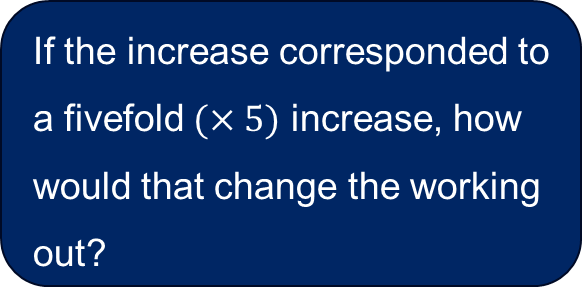 If the increase corresponded to
a fivefold (× 5) increase, how
would that change the working
out?